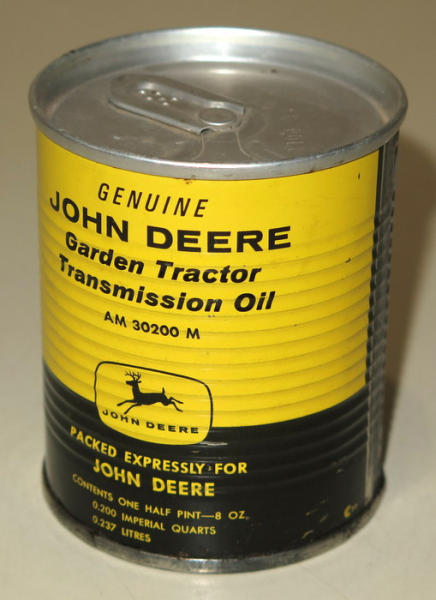 GENUINE
JOHN DEERE
Garden Tractor
Transmission Oil
AM 30200 M
JOHN DEERE
PACKED EXPRESSLY FOR
JOHN DEERE
CONTENTS ONE HALF PINT—8 OZ.
0.200 IMPERIAL QUARTS
0.237 LITRES